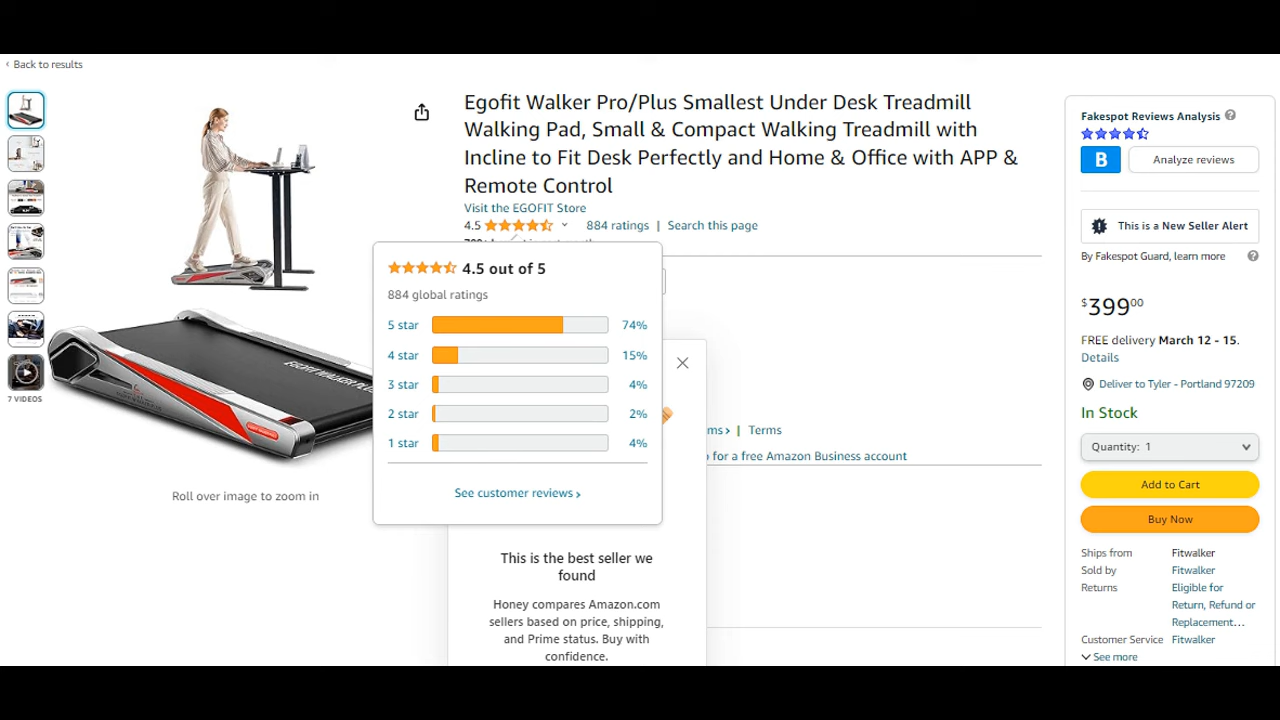 ‹ Back to results
Egofit Walker Pro/Plus Smallest Under Desk Treadmill
Walking Pad, Small & Compact Walking Treadmill with
Incline to Fit Desk Perfectly and Home & Office with APP &
Remote Control
Visit the EGOFIT Store
4.5
884 ratings | Search this page
4.5 out of 5
884 global ratings
5 star 74%
4 star 15%
3 star 4%
2 star 2%
1 star 4%
See customer reviews ›
ms › | Terms
for a free Amazon Business account
This is the best seller we
found
Honey compares Amazon.com
sellers based on price, shipping,
and Prime status. Buy with
confidence.
7 VIDEOS
EGOFIT WALKER PLUS
Roll over image to zoom in
Fakespot Reviews Analysis ?
B Analyze reviews
This is a New Seller Alert
By Fakespot Guard, learn more ?
$39900
FREE delivery March 12 - 15.
Details
Deliver to Tyler - Portland 97209
In Stock
Quantity: 1
Add to Cart
Buy Now
Ships from Fitwalker
Sold by Fitwalker
Returns Eligible for
Return, Refund or
Replacement...
Customer Service Fitwalker
See more